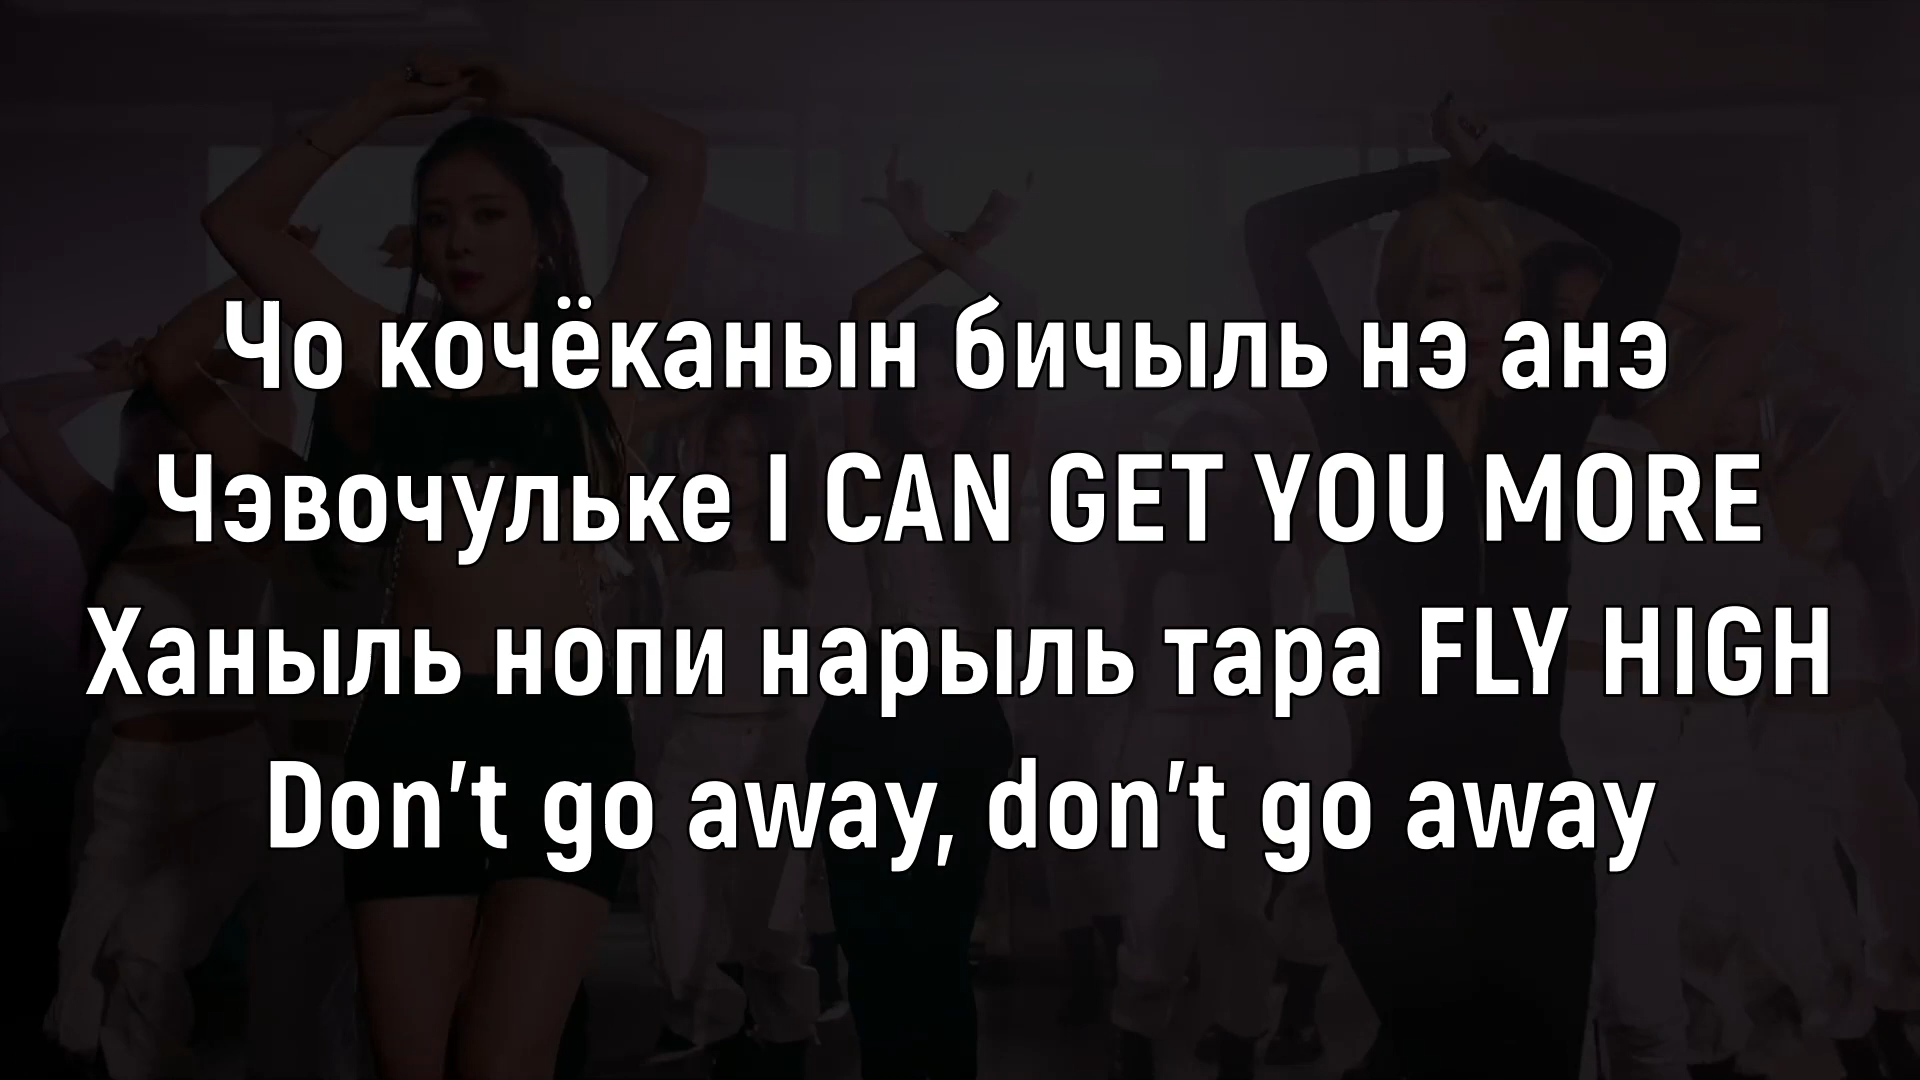 Чо кочёканын бичыль нэ анэ
Чэвочульке I CAN GET YOU MORE
Ханыль нопи нарыль тара FLY HIGH
Don't go away, don't go away